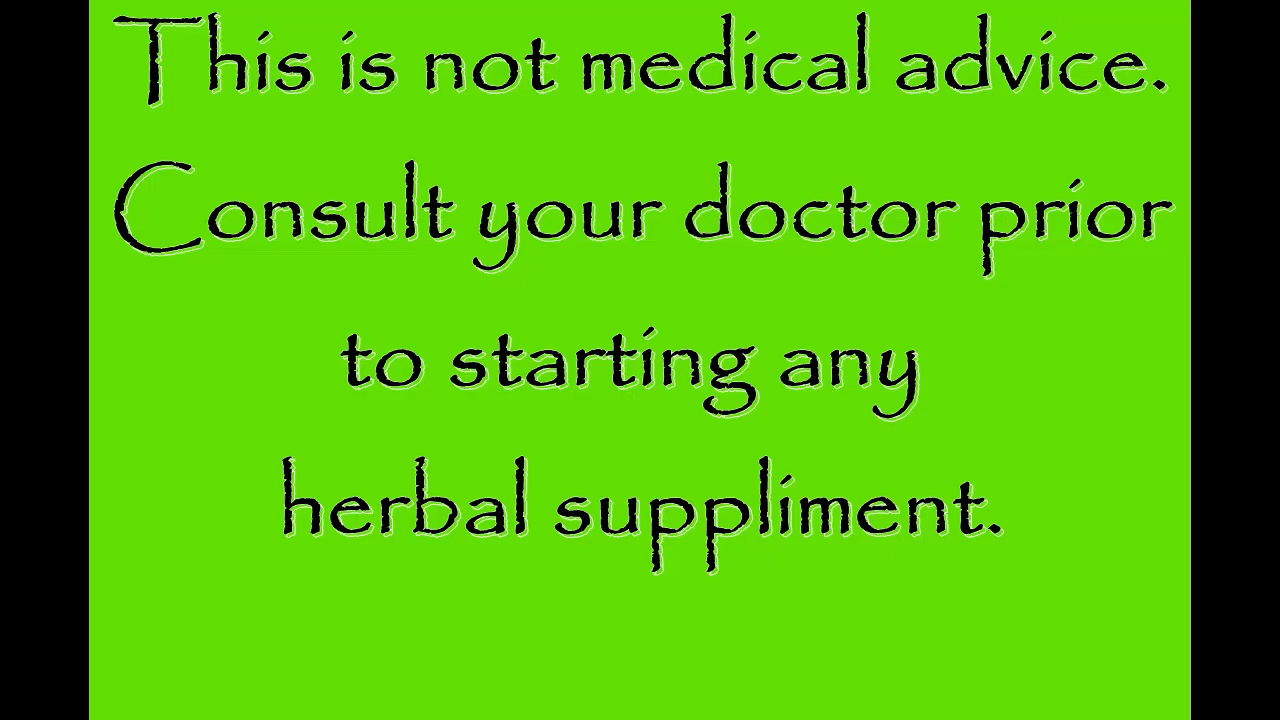 This is not medical advice.
Consult your doctor prior
to starting any
herbal suppliment.